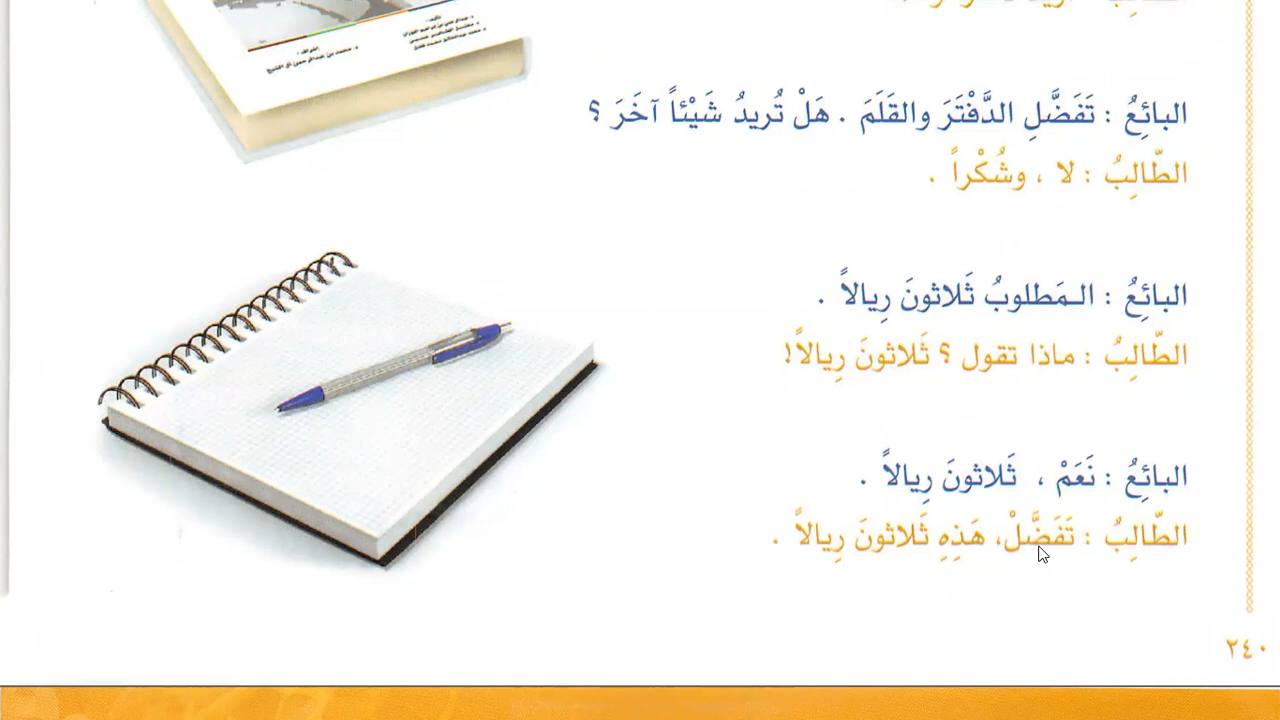 البائِعُ : تَفَضَّلِ الدَّفْتَرَ والقَلَمَ . هَلْ تُريدُ شَيْئاً آخَرَ ؟
الطّالِبُ : لا ، وشُكْراً .
البائِعُ : الـمَطلوبُ ثَلاثونَ رِيالاً .
الطّالِبُ : ماذا تقول ؟ ثَلاثونَ رِيالاً!
البائِعُ : نَعَمْ ، ثَلاثونَ رِيالاً .
الطّالِبُ : تَفَضَّلْ، هَذِهِ ثَلاثونَ رِيالاً .
٢٤٠